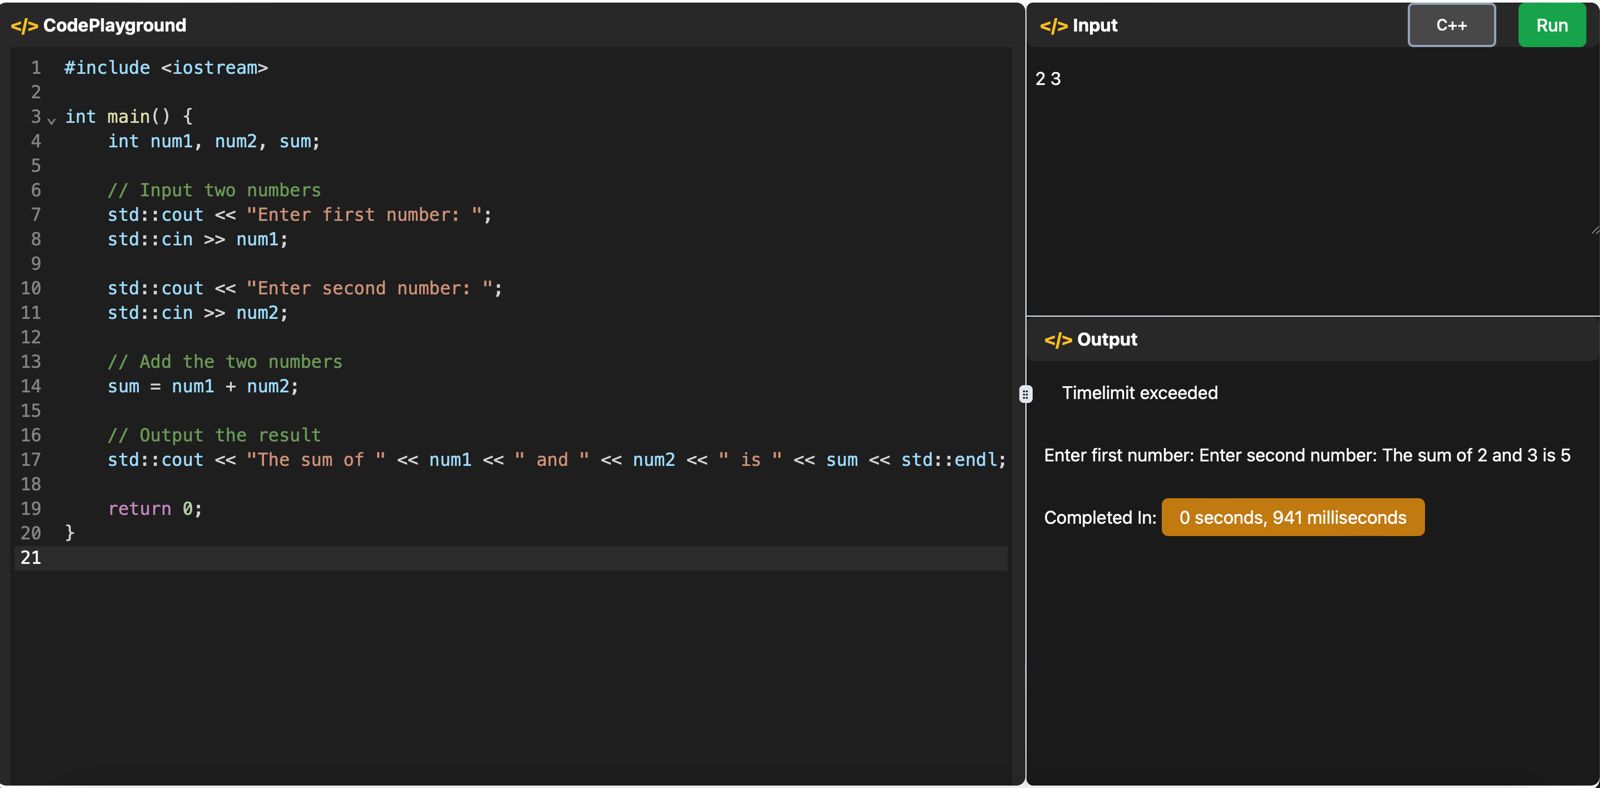 </> CodePlayground
1 #include <iostream>
2
3 int main() {
4     int num1, num2, sum;
5
6     // Input two numbers
7     std::cout << "Enter first number: ";
8     std::cin >> num1;
9
10     std::cout << "Enter second number: ";
11     std::cin >> num2;
12
13     // Add the two numbers
14     sum = num1 + num2;
15
16     // Output the result
17     std::cout << "The sum of " << num1 << " and " << num2 << " is " << sum << std::endl;
18
19     return 0;
20 }
21
</> Input C++ Run
2 3
</> Output
Timelimit exceeded
Enter first number: Enter second number: The sum of 2 and 3 is 5
Completed In: 0 seconds, 941 milliseconds